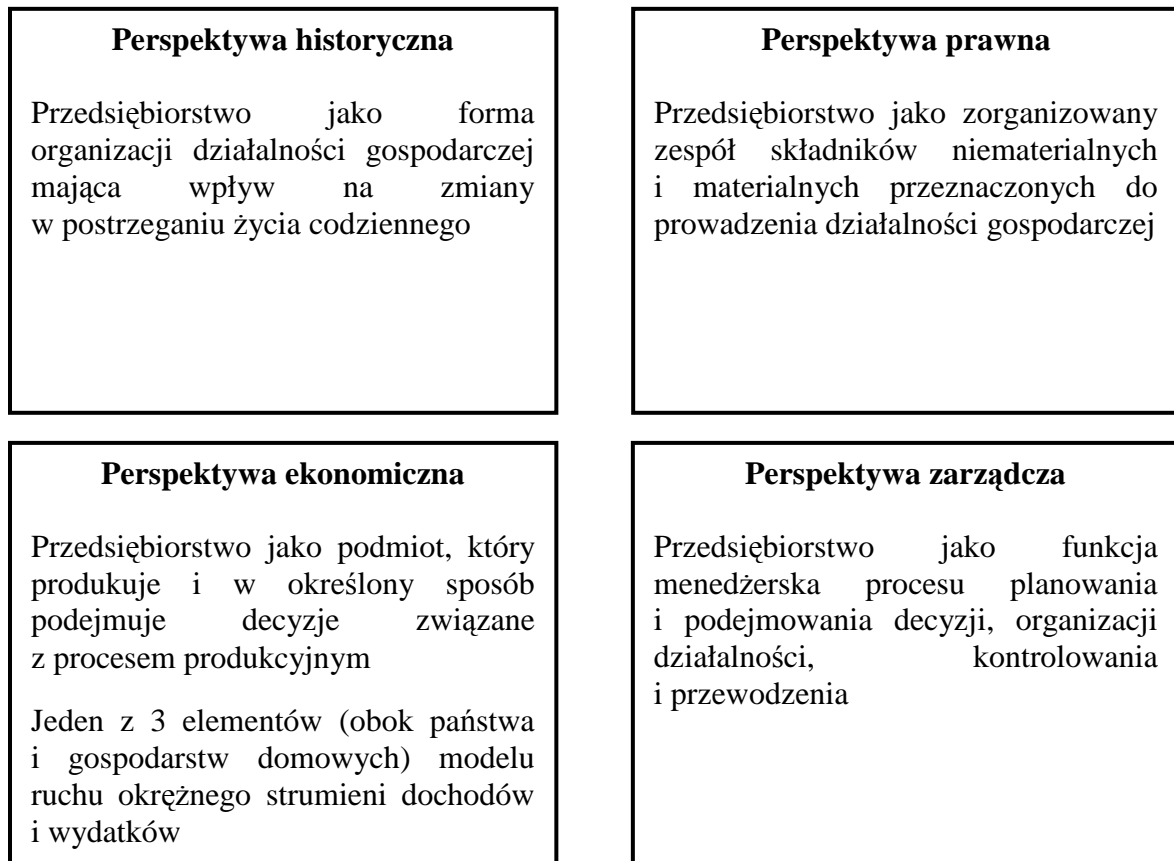 Perspektywa historyczna
Przedsiębiorstwo jako forma
organizacji działalności gospodarczej
mająca wpływ na zmiany
w postrzeganiu życia codziennego
Perspektywa prawna
Przedsiębiorstwo jako zorganizowany
zespół składników niematerialnych
i materialnych przeznaczonych do
prowadzenia działalności gospodarczej
Perspektywa ekonomiczna
Przedsiębiorstwo jako podmiot, który
produkuje i w określony sposób
podejmuje decyzje związane
z procesem produkcyjnym
Jeden z 3 elementów (obok państwa
i gospodarstw domowych) modelu
ruchu okrężnego strumieni dochodów
i wydatków
Perspektywa zarządcza
Przedsiębiorstwo jako funkcja
menedżerska procesu planowania
i podejmowania decyzji, organizacji
działalności, kontrolowania
i przewodzenia